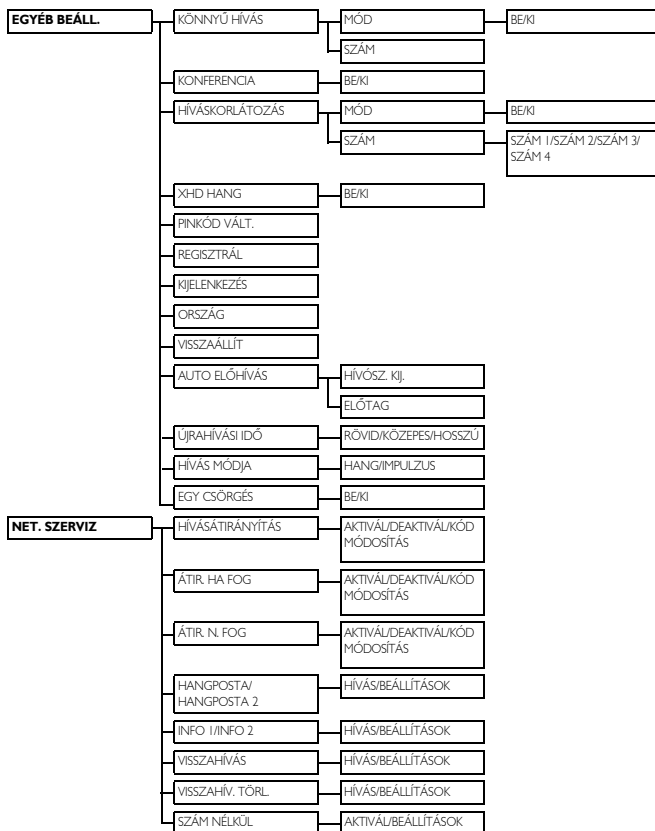 EGYÉB BEÁLL. KÖNNYŰ HÍVÁS MÓD BE/KI
SZÁM
KONFERENCIA BE/KI
HÍVÁSKORLÁTOZÁS MÓD BE/KI
SZÁM SZÁM 1/SZÁM 2/SZÁM 3/
SZÁM 4
XHD HANG BE/KI
PINKÓD VÁLT.
REGISZTRÁL
KIJELENKEZÉS
ORSZÁG
VISSZAÁLLÍT
AUTO ELŐHÍVÁS HÍVÓSZ. KIJ.
ELŐTAG
ÚJRAHÍVÁSI IDŐ RÖVID/KÖZEPES/HOSSZÚ
HÍVÁS MÓDJA HANG/IMPULZUS
EGY CSÖRGÉS BE/KI
NET. SZERVIZ HÍVÁSÁTIRÁNYÍTÁS AKTIVÁL/DEAKTIVÁL/KÓD
MÓDOSÍTÁS
ÁTIR. HA FOG AKTIVÁL/DEAKTIVÁL/KÓD
MÓDOSÍTÁS
ÁTIR. N. FOG AKTIVÁL/DEAKTIVÁL/KÓD
MÓDOSÍTÁS
HANGPOSTA/ HÍVÁS/BEÁLLÍTÁSOK
HANGPOSTA 2
INFO 1/INFO 2 HÍVÁS/BEÁLLÍTÁSOK
VISSZAHÍVÁS HÍVÁS/BEÁLLÍTÁSOK
VISSZAHÍV. TÖRL. HÍVÁS/BEÁLLÍTÁSOK
SZÁM NÉLKÜL AKTIVÁL/BEÁLLÍTÁSOK